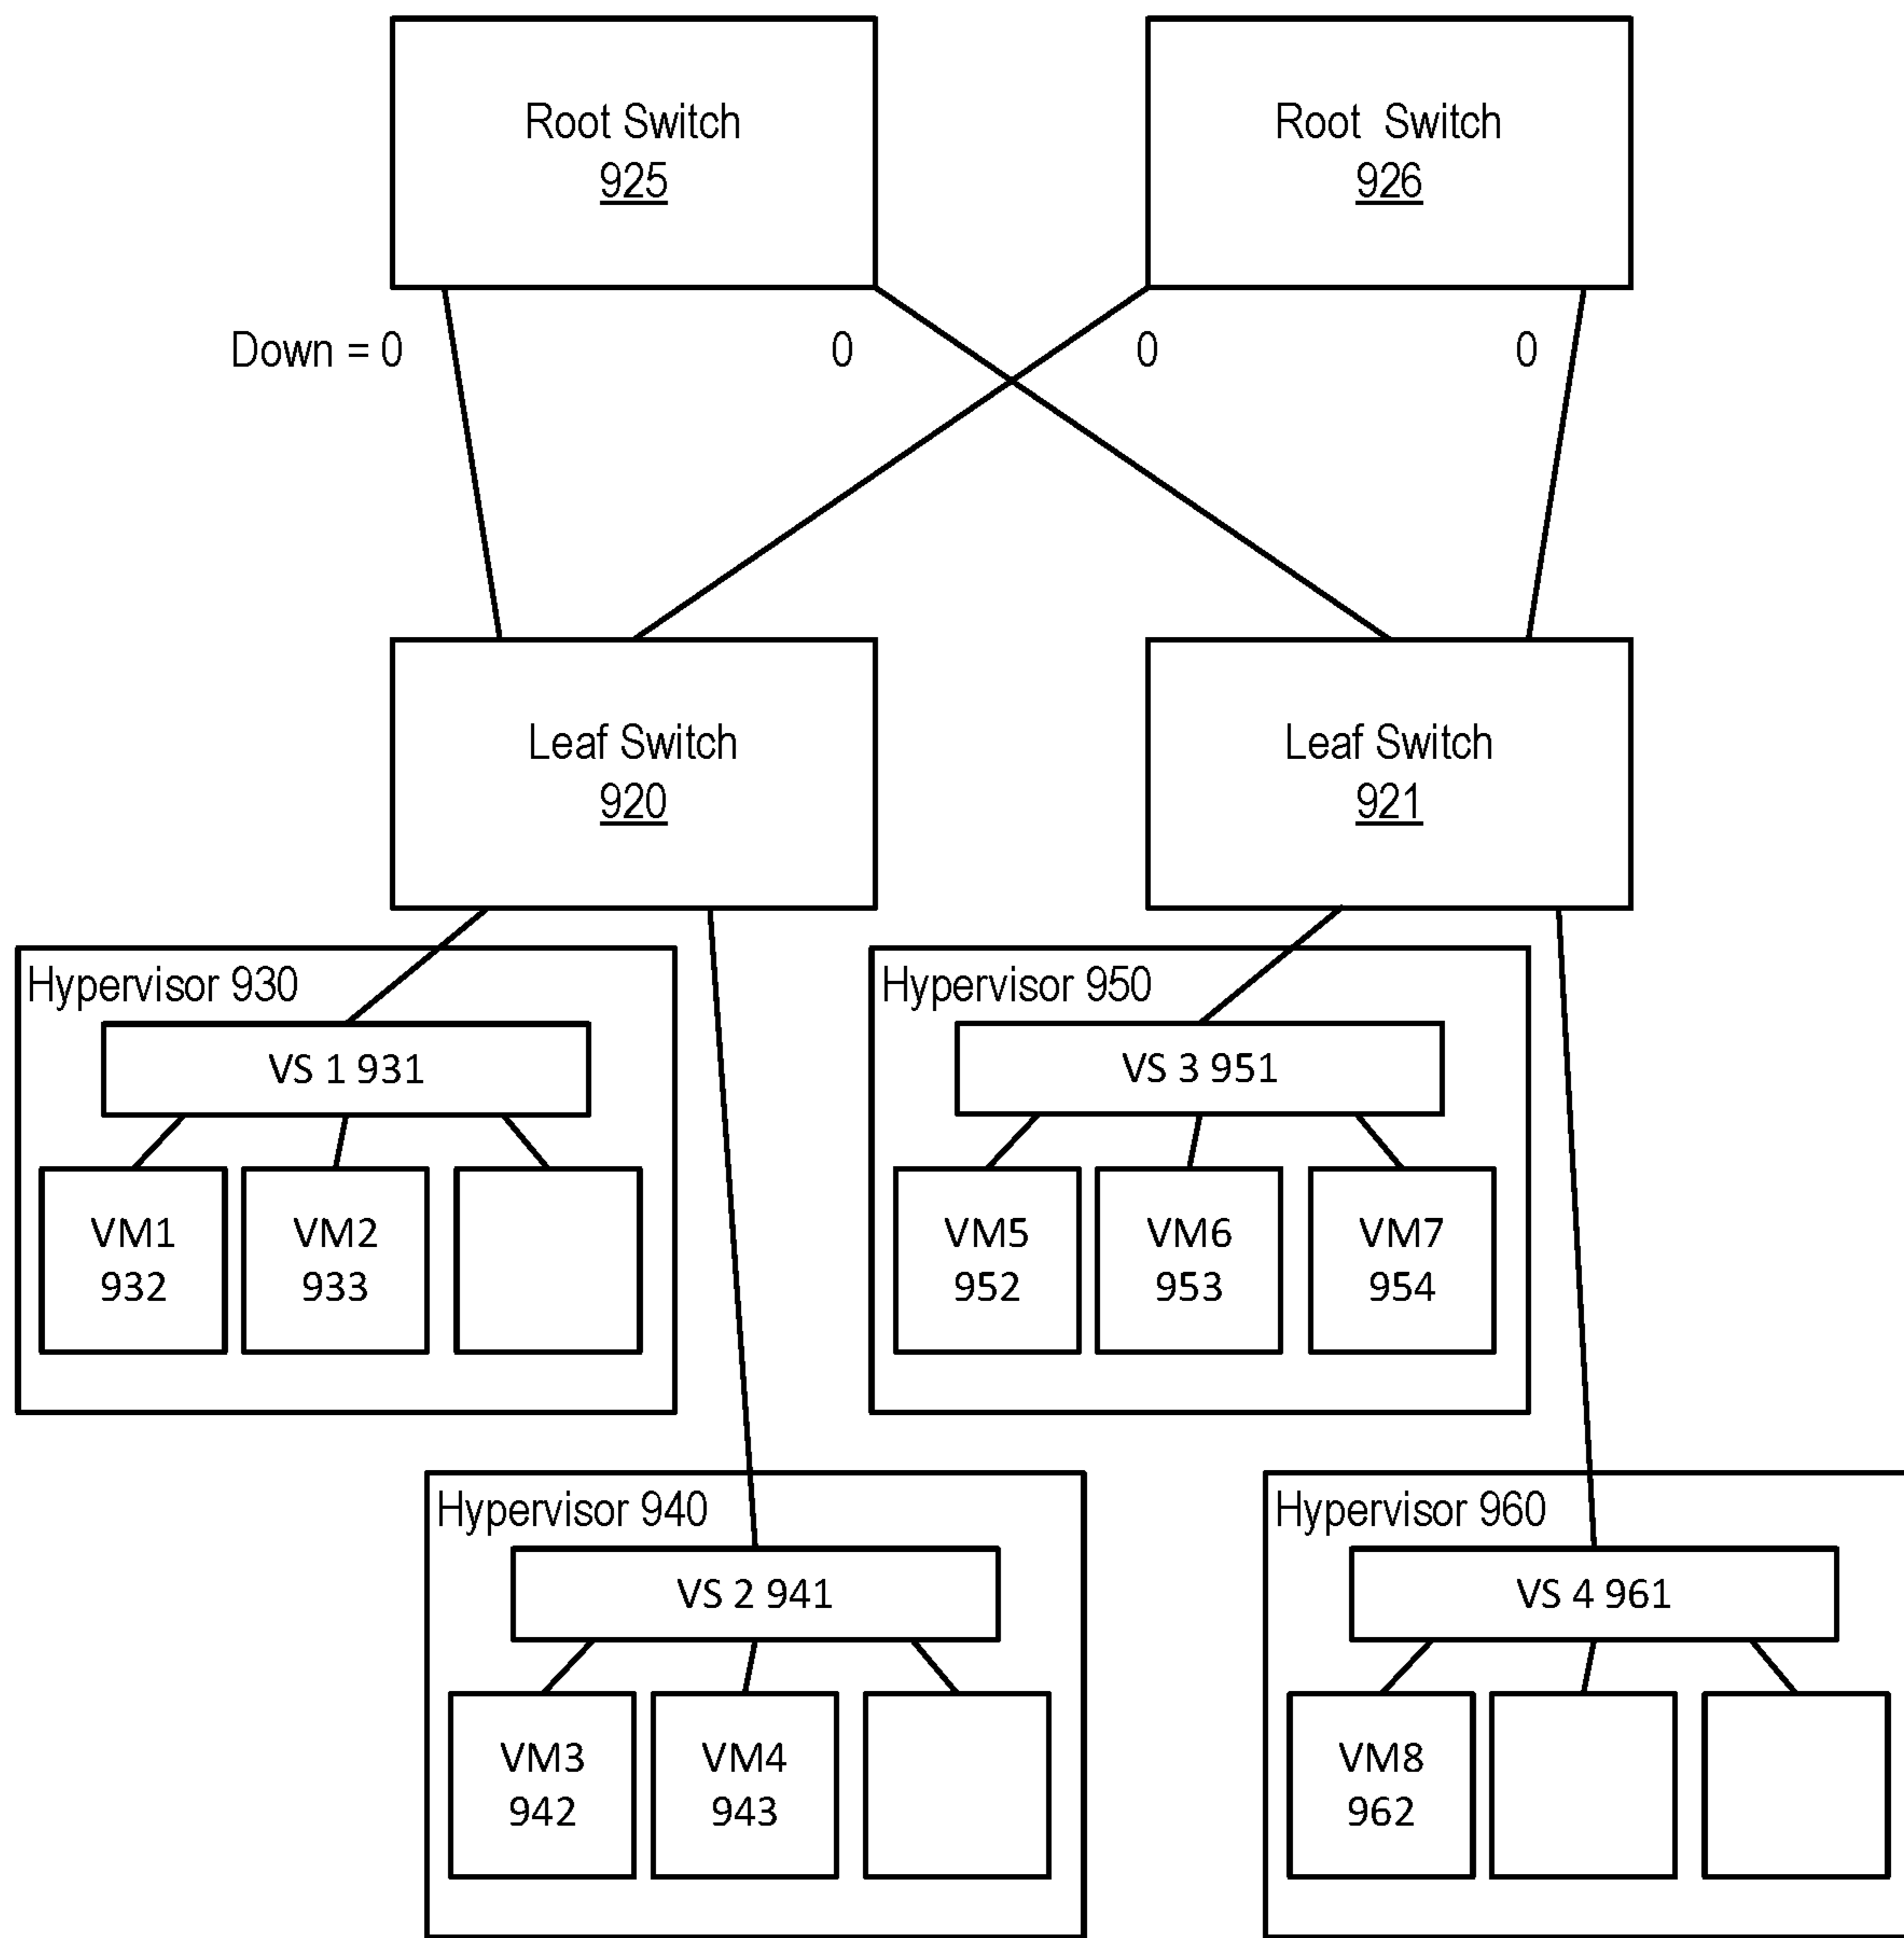 Root Switch
925
Root Switch
926
Down = 0
0
0
0
Leaf Switch
920
Leaf Switch
921
Hypervisor 930
VS 1 931
VM1
932
VM2
933
Hypervisor 950
VS 3 951
VM5
952
VM6
953
VM7
954
Hypervisor 940
VS 2 941
VM3
942
VM4
943
Hypervisor 960
VS 4 961
VM8
962